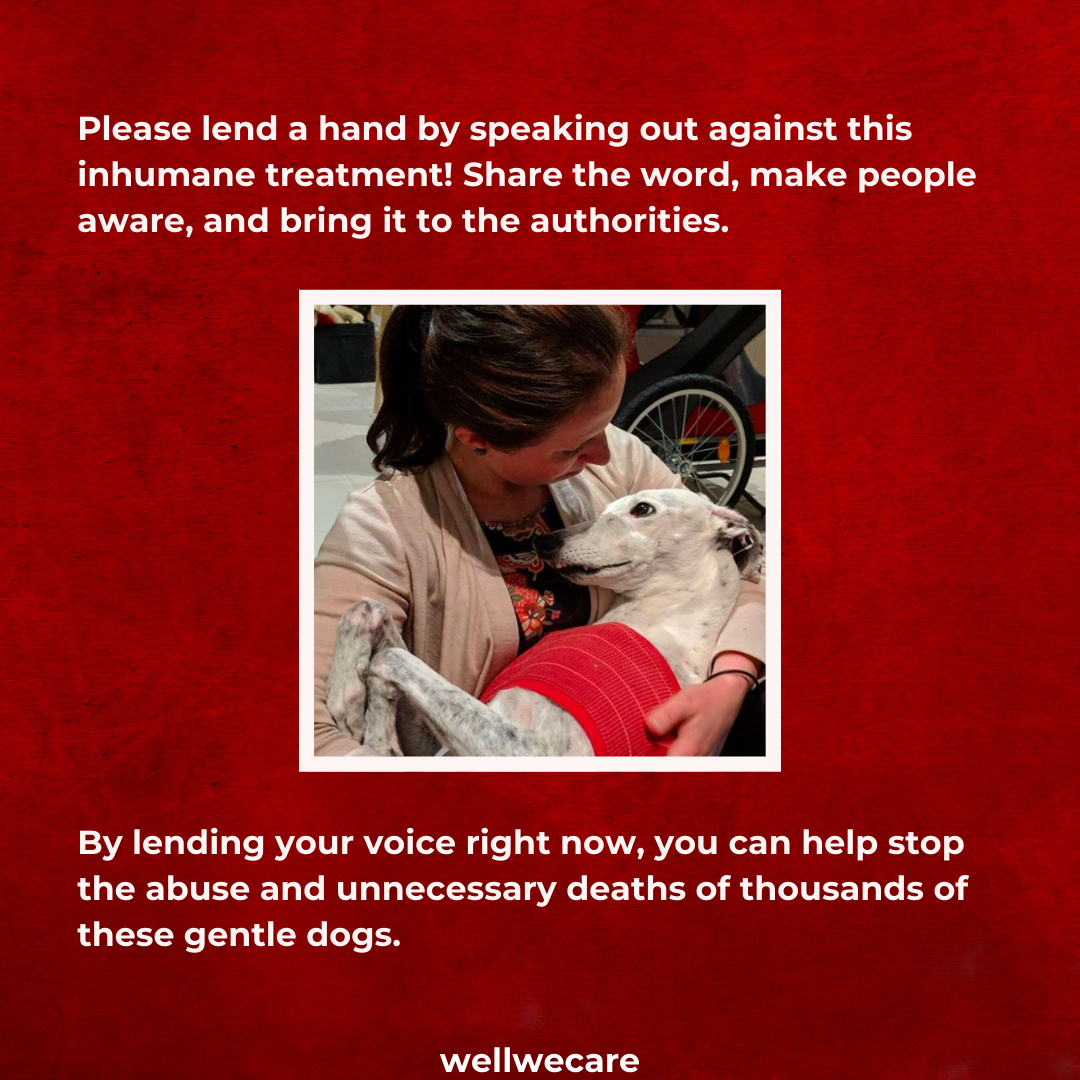 Please lend a hand by speaking out against this
inhumane treatment! Share the word, make people
aware, and bring it to the authorities.
By lending your voice right now, you can help stop
the abuse and unnecessary deaths of thousands of
these gentle dogs.
wellwecare